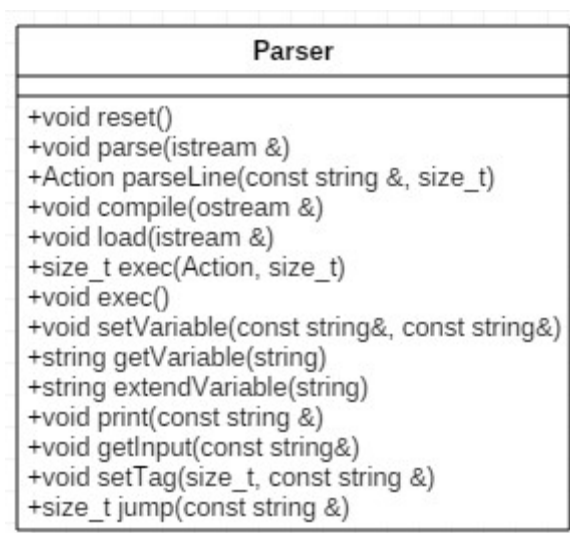 Parser
+void reset()
+void parse(istream &)
+Action parseLine(const string &, size_t)
+void compile(ostream &)
+void load(istream &)
+size_t exec(Action, size_t)
+void exec()
+void setVariable(const string&, const string&)
+string getVariable(string)
+string extendVariable(string)
+void print(const string &)
+void getInput(const string&)
+void setTag(size_t, const string &)
+size_t jump(const string &)